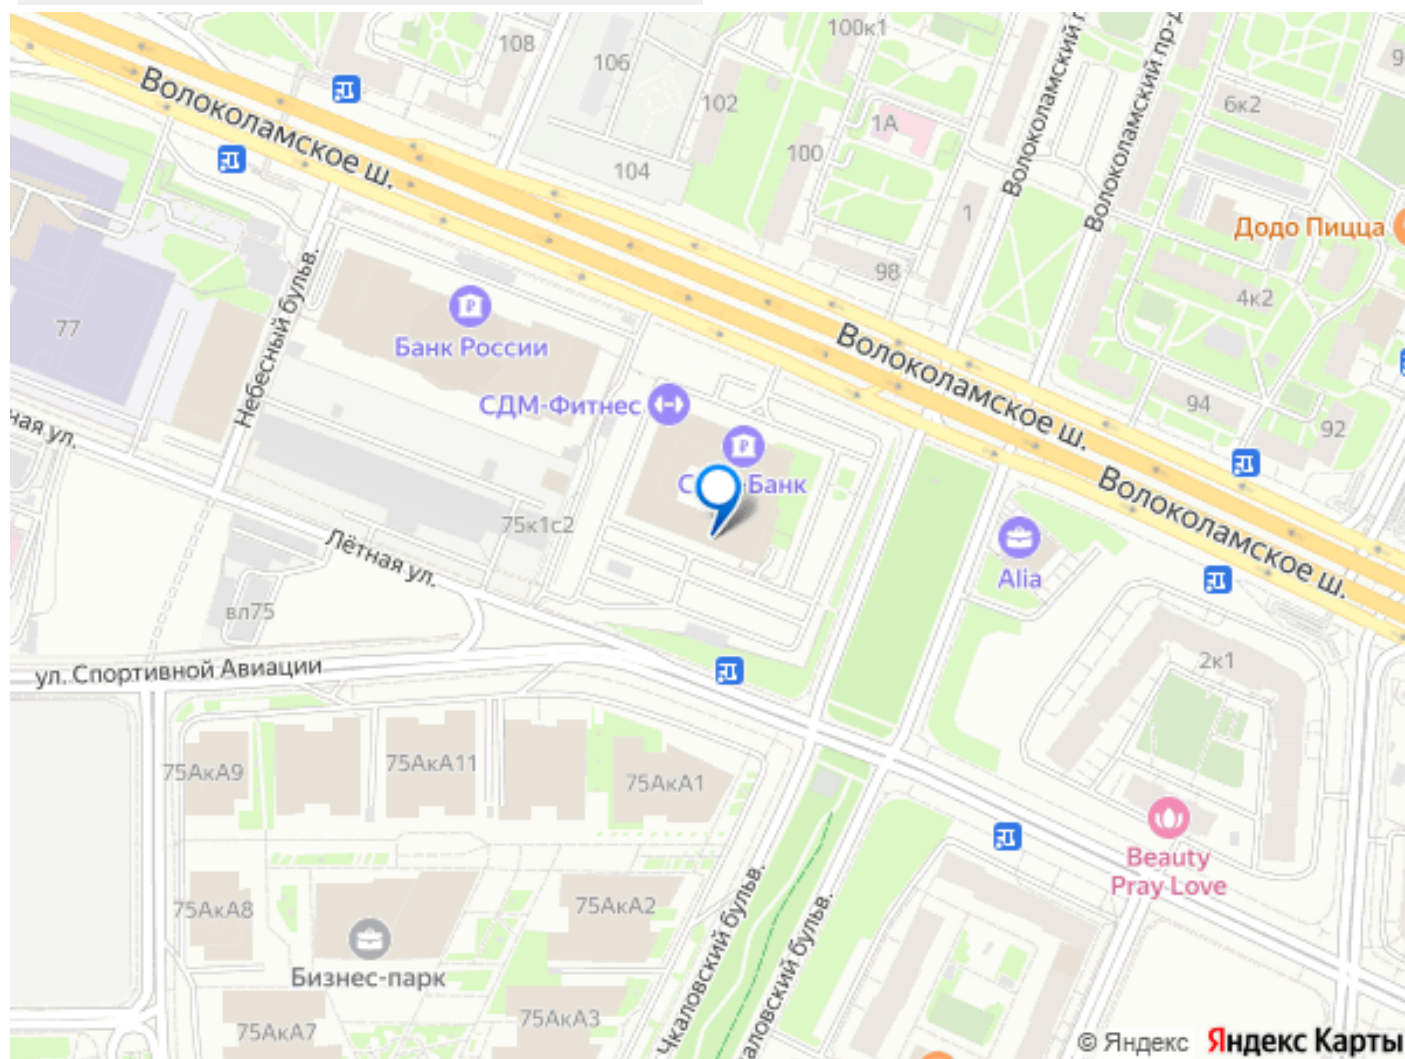 108
106
100к1
102
1А
100
104
1
98
6к2
4к2
94
92
9
Волоколамский
Волоколамский пр-д
Додо Пицца
Волоколамское ш.
Волоколамское ш.
Волоколамское ш.
77
Небесный бульв.
Банк России
СДМ-Фитнес
Банк
75к1с2
Alia
ная ул.
Лётная ул.
вл75
ул. Спортивной Авиации
2к1
75АкА9
75АкА11
75АкА1
Beauty
Pray Love
75АкА8
75АкА2
Бизнес-парк
75АкА7
75АкА3
Чкаловский бульв.
аловский бульв.
© Яндекс Яндекс Карты